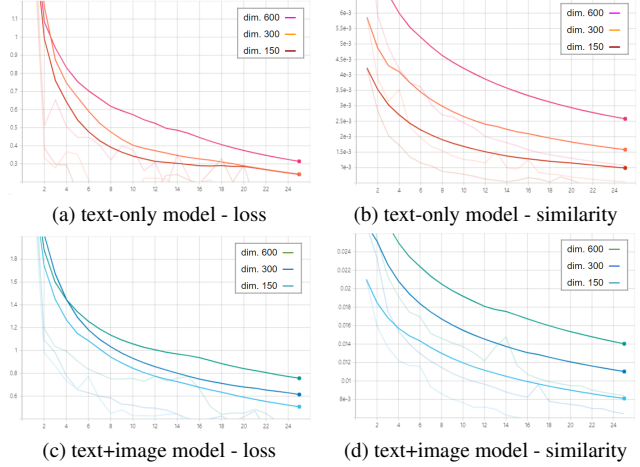 1.1
1
0.9
0.8
0.7
0.6
0.5
0.4
0.3
2 4 6 8 10 12 14 16 18 20 22 24
dim. 600
dim. 300
dim. 150
(a) text-only model - loss
6e-3
5.5e-3
5e-3
4.5e-3
4e-3
3.5e-3
3e-3
2.5e-3
2e-3
1.5e-3
1e-3
2 4 6 8 10 12 14 16 18 20 22 24
dim. 600
dim. 300
dim. 150
(b) text-only model - similarity
1.8
1.6
1.4
1.2
1
0.8
0.6
2 4 6 8 10 12 14 16 18 20 22 24
dim. 600
dim. 300
dim. 150
(c) text+image model - loss
0.024
0.022
0.02
0.018
0.016
0.014
0.012
0.01
8e-3
2 4 6 8 10 12 14 16 18 20 22 24
dim. 600
dim. 300
dim. 150
(d) text+image model - similarity